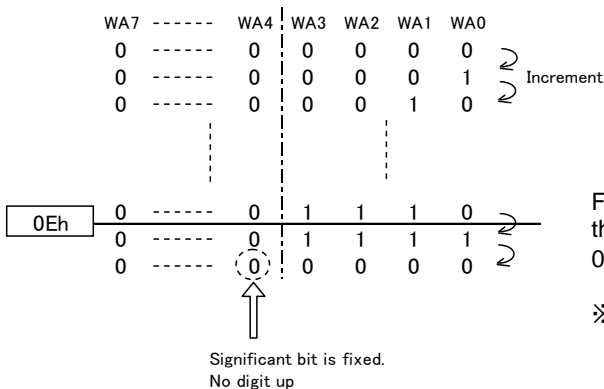 WA7 ------ WA4 WA3 WA2 WA1 WA0
0 ------ 0 0 0 0 0
0 ------ 0 0 0 0 1 Increment
0 ------ 0 0 0 1 0
0Eh 0 ------ 0 1 1 1 0
0 ------ 0 1 1 1 1
0 ------ 0 0 0 0 0
F
th
0
※
Significant bit is fixed.
No digit up